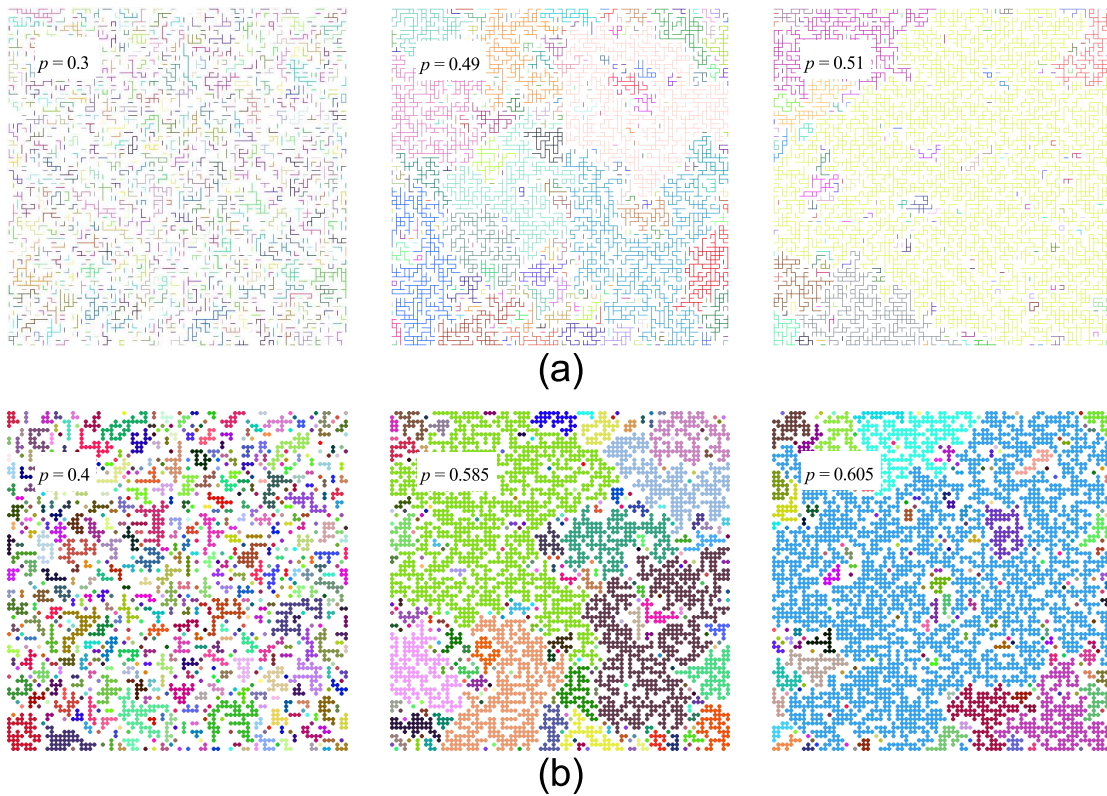 p = 0.3
p = 0.49
p = 0.51
(a)
p = 0.4
p = 0.585
p = 0.605
(b)